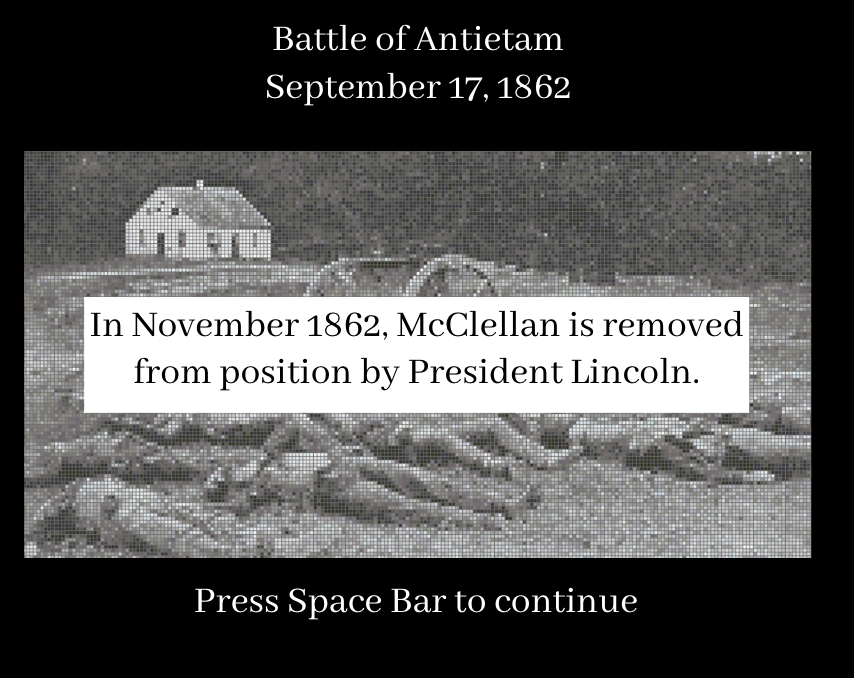 Battle of Antietam
September 17, 1862
In November 1862, McClellan is removed
from position by President Lincoln.
Press Space Bar to continue